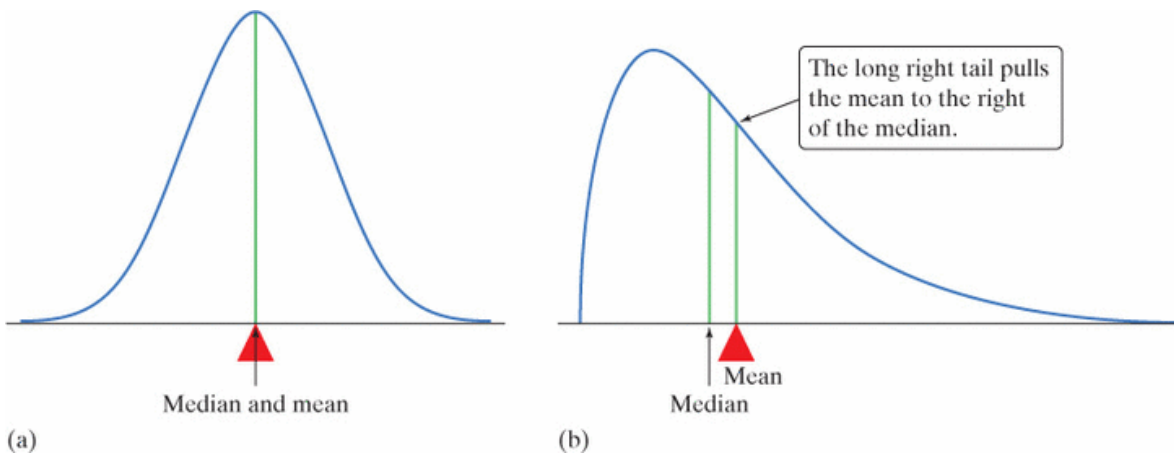 The long right tail pulls
the mean to the right
of the median.
Median and mean
Mean
Median
(a)
(b)